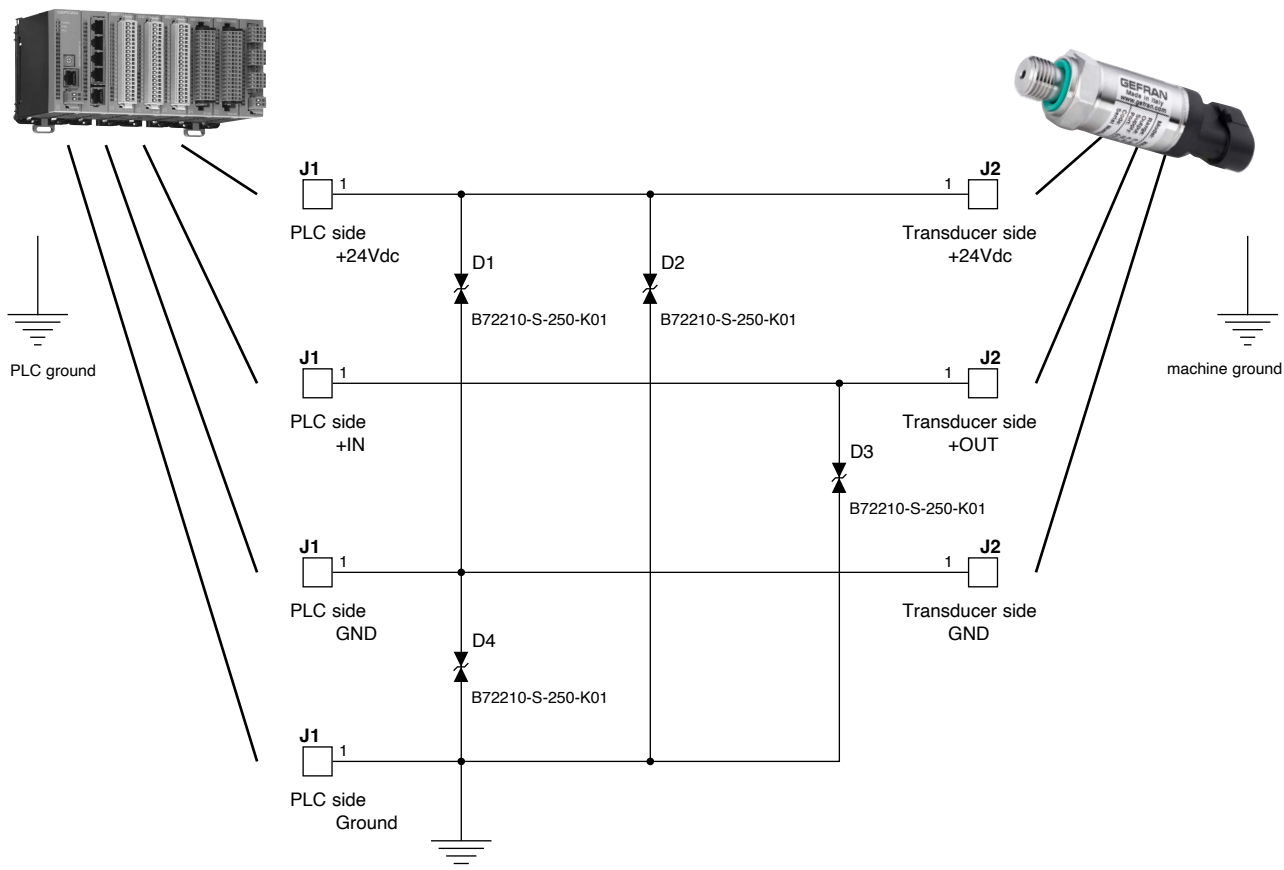 GEFRAN
Made in Italy
www.gefran.com
J1
1
PLC side
+24Vdc
1
J2
Transducer side
+24Vdc
D1
B72210-S-250-K01
D2
B72210-S-250-K01
PLC ground
machine ground
J1
1
PLC side
+IN
1
J2
Transducer side
+OUT
D3
B72210-S-250-K01
J1
1
PLC side
GND
1
J2
Transducer side
GND
D4
B72210-S-250-K01
J1
1
PLC side
Ground